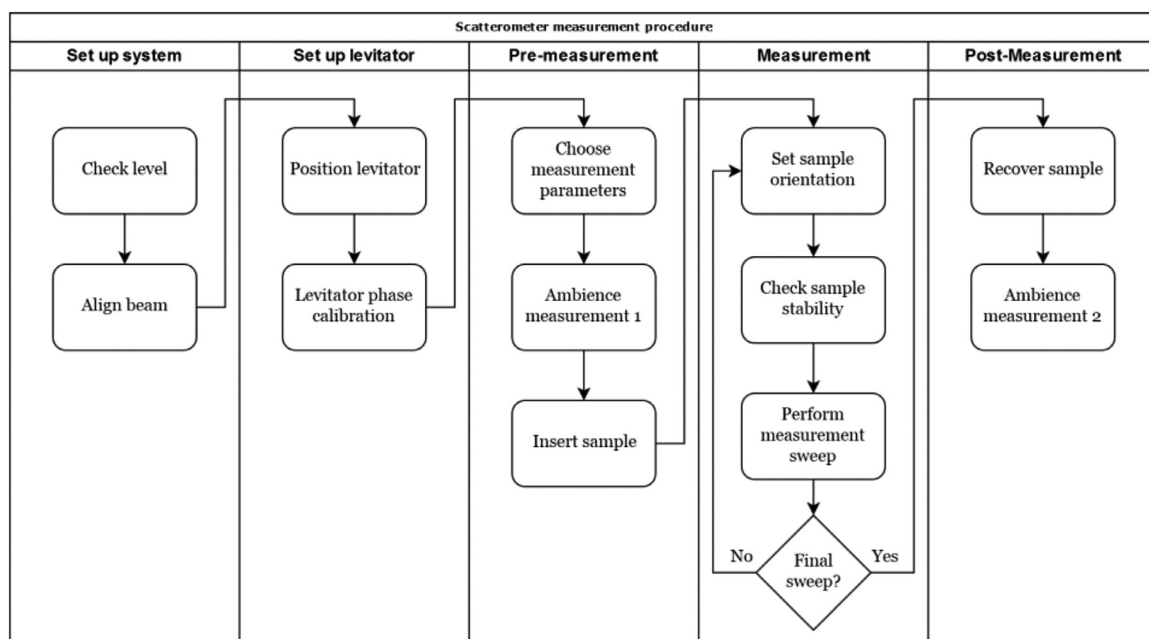 Scatterometer measurement procedure
Set up system
Set up levitator
Pre-measurement
Measurement
Post-Measurement
Check level
Align beam
Position levitator
Levitator phase
calibration
Choose
measurement
parameters
Ambience
measurement 1
Insert sample
Set sample
orientation
Check sample
stability
Perform
measurement
sweep
No
Final
sweep?
Yes
Recover sample
Ambience
measurement 2